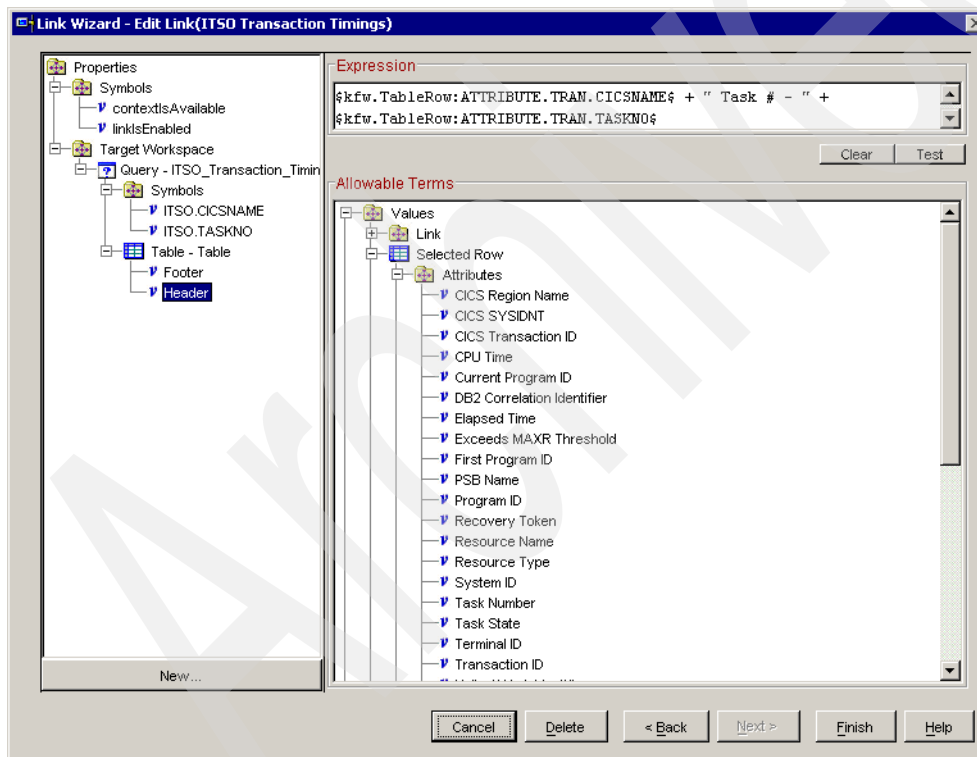 Link Wizard - Edit Link(ITSO Transaction Timings)
Properties
Symbols
contextIsAvailable
linkIsEnabled
Target Workspace
Query - ITSO_Transaction_Timin
Symbols
ITSO.CICSNAME
ITSO.TASKNO
Table - Table
Footer
Header
New...
Expression
$kfw.TableRow:ATTRIBUTE.TRAN.CICSNAME$ + " Task # - " +
$kfw.TableRow:ATTRIBUTE.TRAN.TASKNO$
Clear
Test
Allowable Terms
Values
Link
Selected Row
Attributes
CICS Region Name
CICS SYSIDNT
CICS Transaction ID
CPU Time
Current Program ID
DB2 Correlation Identifier
Elapsed Time
Exceeds MAXR Threshold
First Program ID
PSB Name
Program ID
Recovery Token
Resource Name
Resource Type
System ID
Task Number
Task State
Terminal ID
Transaction ID
Cancel
Delete
< Back
Next >
Finish
Help